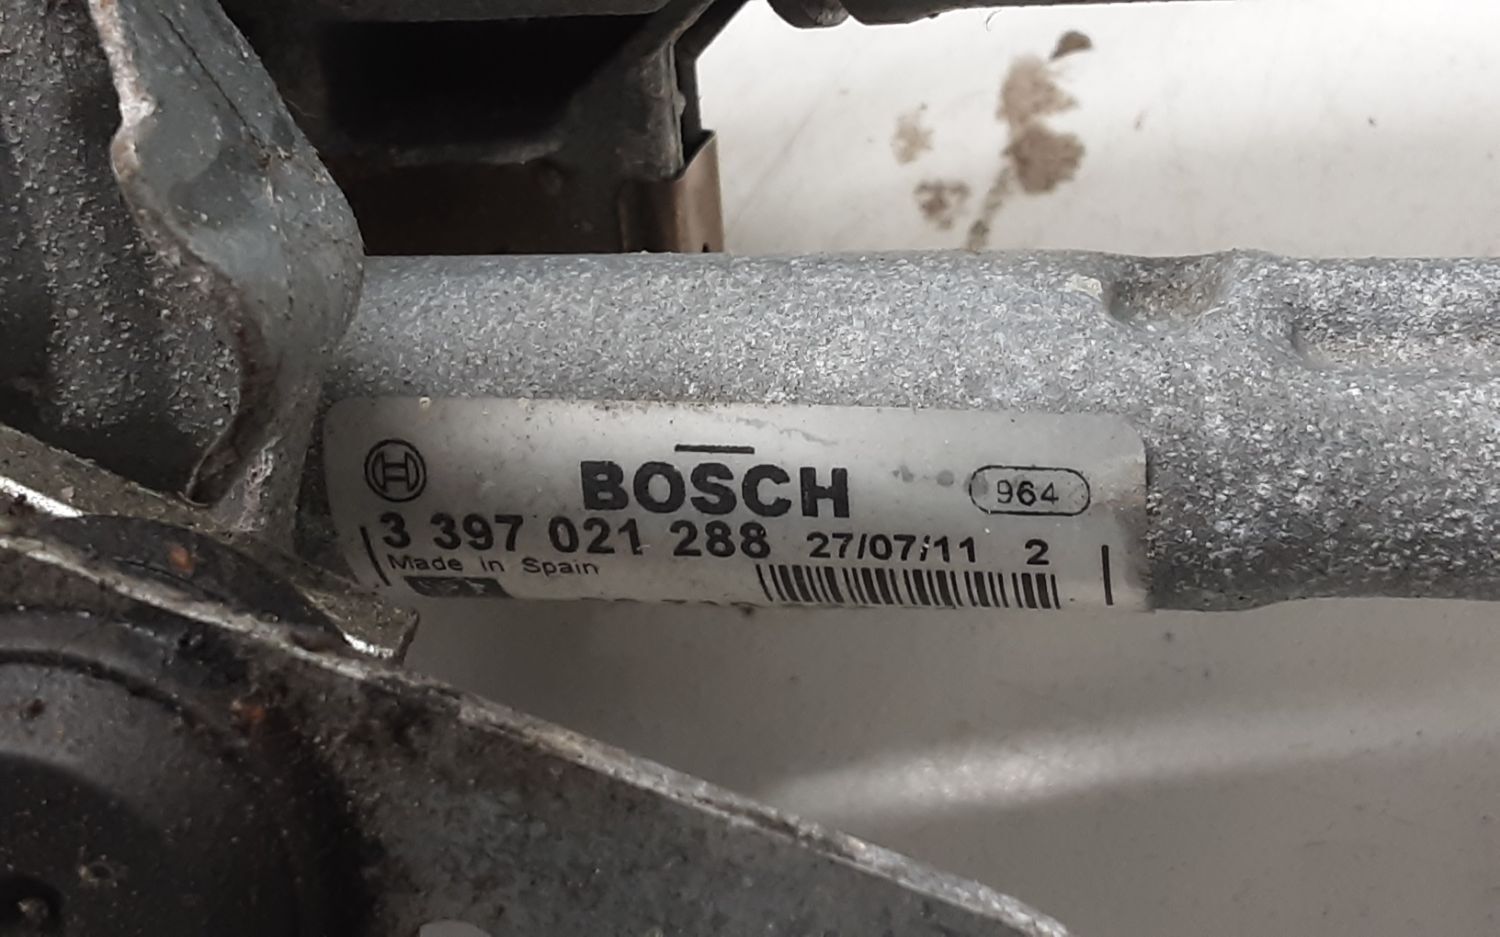 BOSCH 964
3 397 021 288 27/07/11 2
Made in Spain